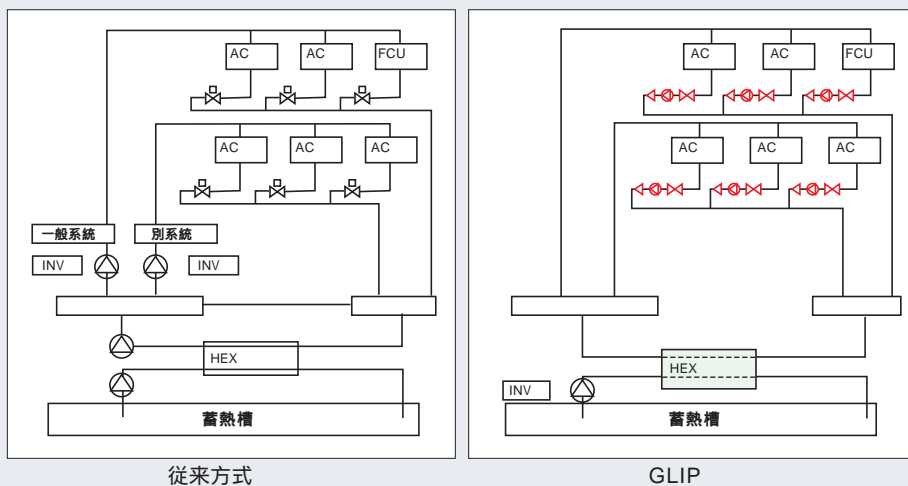 AC AC FCU
AC AC AC
一般系統 別系統
INV INV
HEX
蓄熱槽
従来方式
AC AC FCU
AC AC AC
HEX
INV
蓄熱槽
GLIP